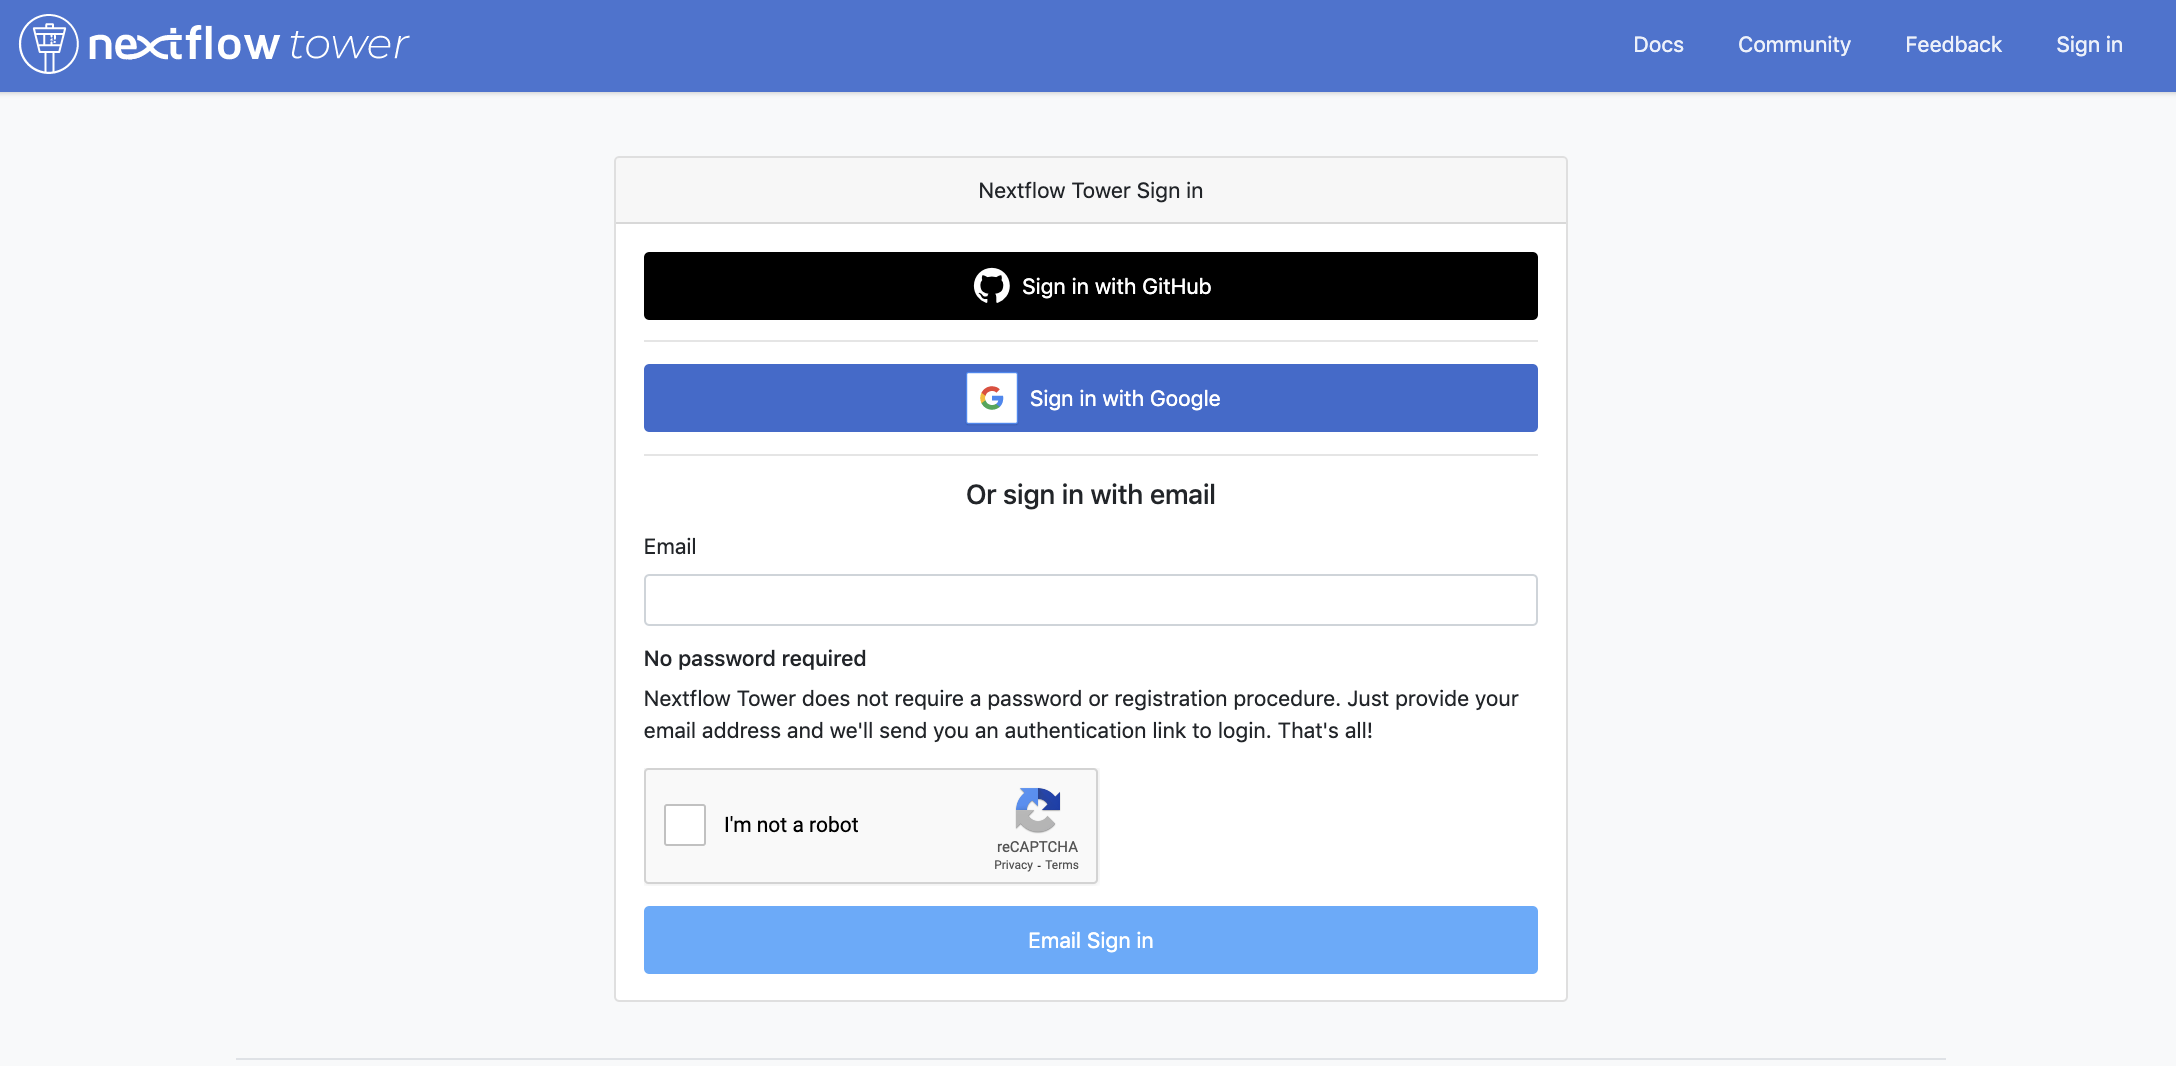 nextflow tower
Docs
Community
Feedback
Sign in
Nextflow Tower Sign in
Sign in with GitHub
Sign in with Google
Or sign in with email
Email
No password required
Nextflow Tower does not require a password or registration procedure. Just provide your
email address and we'll send you an authentication link to login. That's all!
I'm not a robot
reCAPTCHA
Privacy - Terms
Email Sign in